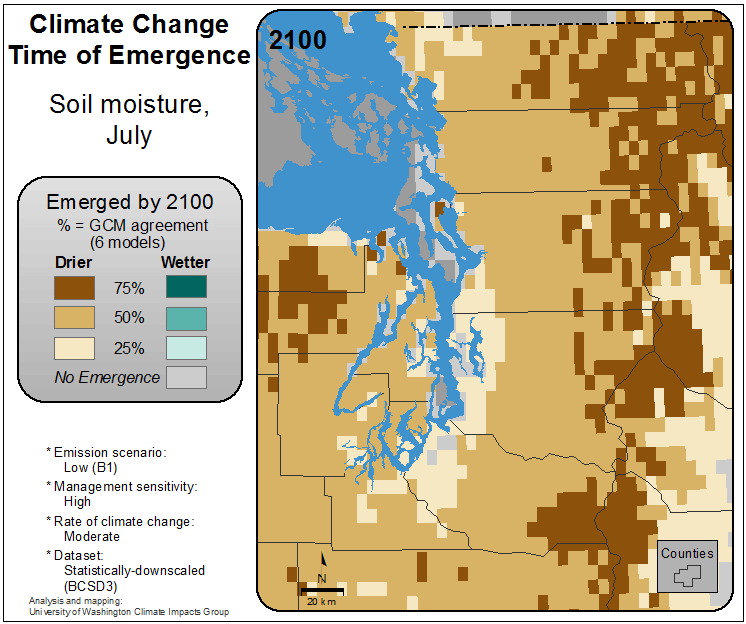 Climate Change
Time of Emergence
Soil moisture,
July
Emerged by 2100
% = GCM agreement
(6 models)
Drier Wetter
75%
50%
25%
No Emergence
* Emission scenario:
Low (B1)
* Management sensitivity:
High
* Rate of climate change:
Moderate
* Dataset:
Statistically-downscaled
(BCSD3)
Analysis and mapping:
University of Washington Climate Impacts Group
2100
N
20 km
Counties